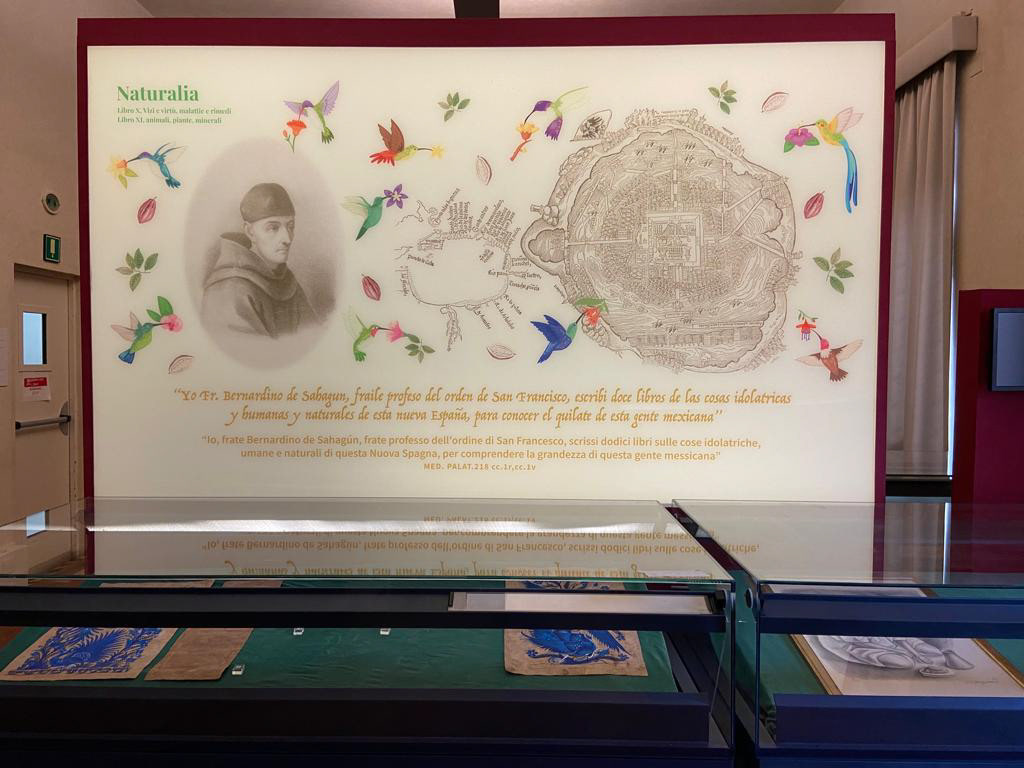 Naturalia
Libro X, Vizi e virtù, malattie e rimedi
Libro XI, animali, piante, minerali
“Yo Fr. Bernardino de Sahagun, fraile profeso del orden de San Francisco, escribi doce libros de las cosas idolatricas
y humanas y naturales de esta nueva España, para conocer el quilate de esta gente mexicana”
“Io, frate Bernardino de Sahagún, frate professo dell'ordine di San Francesco, scrissi dodici libri sulle cose idolatriche,
umane e naturali di questa Nuova Spagna, per comprendere la grandezza di questa gente messicana”
MED. PALAT.218 cc.1r,cc.1v